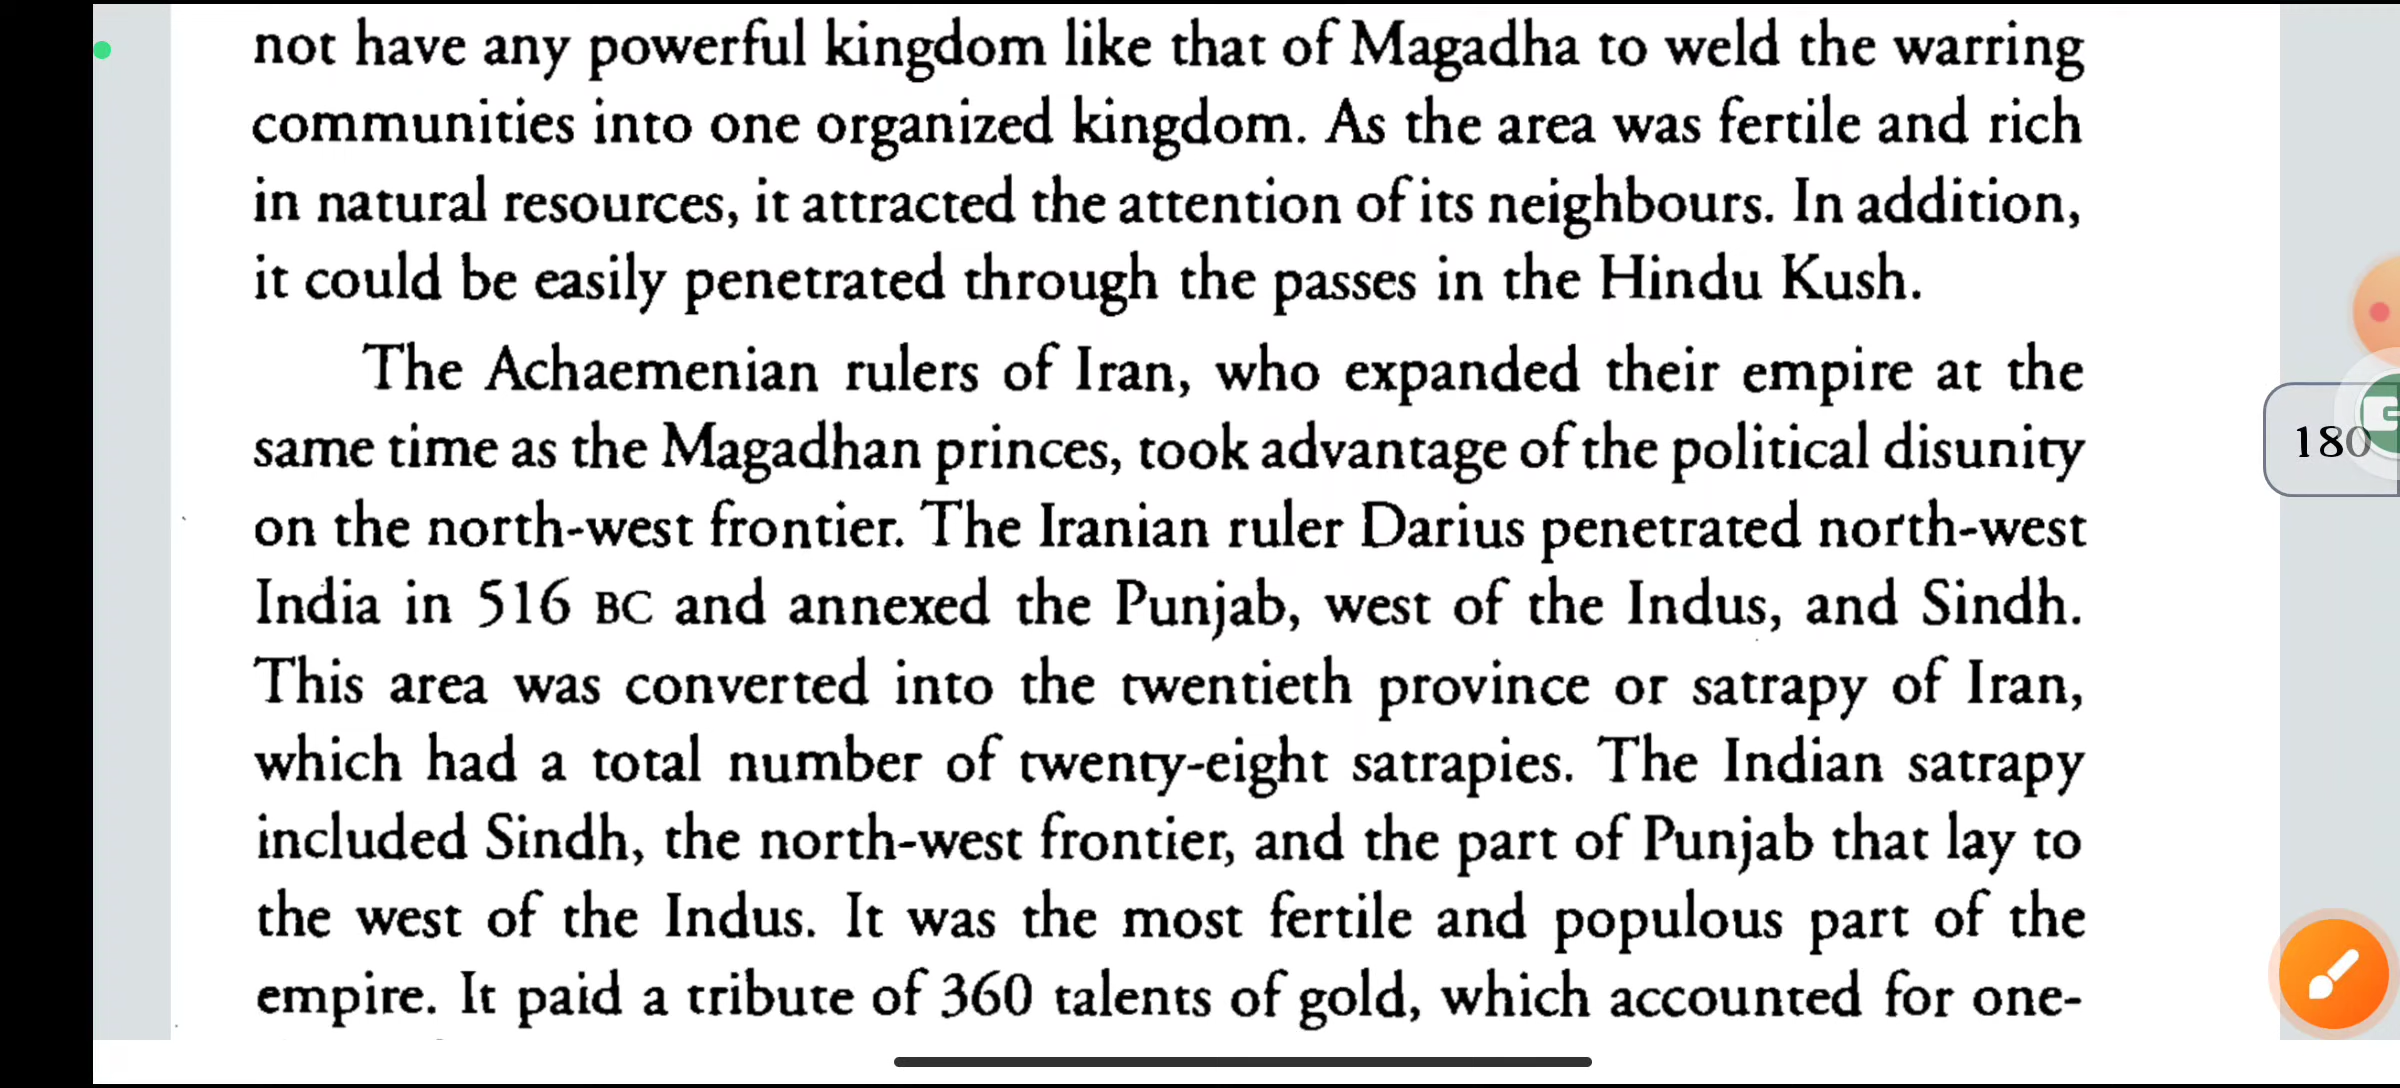 not have any powerful kingdom like that of Magadha to weld the warring
communities into one organized kingdom. As the area was fertile and rich
in natural resources, it attracted the attention of its neighbours. In addition,
it could be easily penetrated through the passes in the Hindu Kush.
The Achaemenian rulers of Iran, who expanded their empire at the
same time as the Magadhan princes, took advantage of the political disunity
on the north-west frontier. The Iranian ruler Darius penetrated north-west
India in 516 BC and annexed the Punjab, west of the Indus, and Sindh.
This area was converted into the twentieth province or satrapy of Iran,
which had a total number of twenty-eight satrapies. The Indian satrapy
included Sindh, the north-west frontier, and the part of Punjab that lay to
the west of the Indus. It was the most fertile and populous part of the
empire. It paid a tribute of 360 talents of gold, which accounted for one-
180